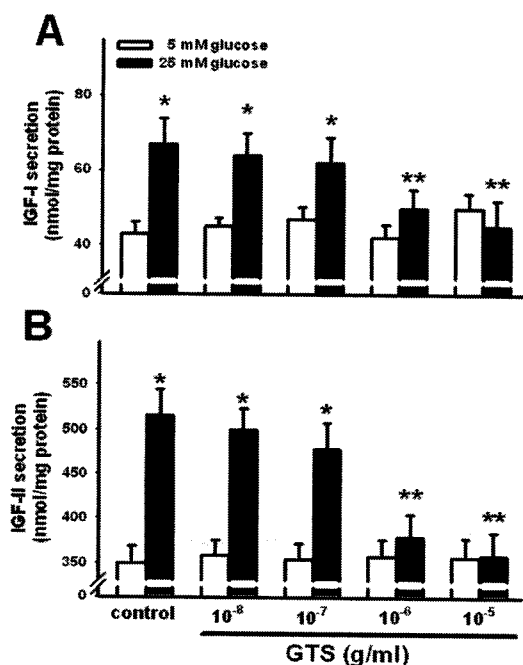 A
5 mM glucose
25 mM glucose
IGF-I secretion
(nmol/mg protein)
80
60
40
0
*
*
*
**
**
B
IGF-II secretion
(nmol/mg protein)
550
500
450
400
350
0
*
*
*
**
**
control
10⁻⁸
10⁻⁷
10⁻⁶
10⁻⁵
GTS (g/ml)